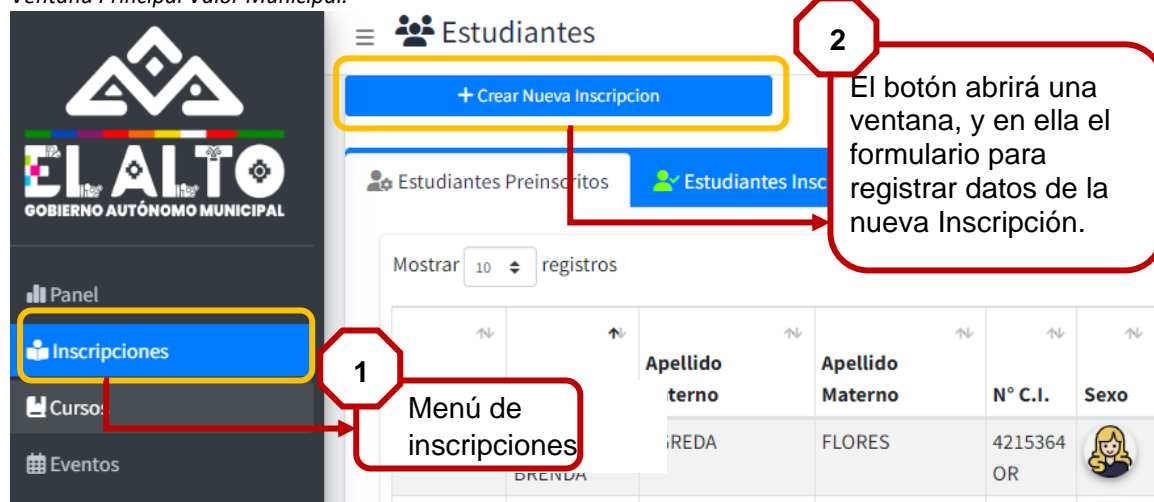 Ventana Principal Valor Municipal.
Estudiantes
2
+ Crear Nueva Inscripcion
El botón abrirá una
ventana, y en ella el
formulario para
registrar datos de la
nueva Inscripción.
EL ALTO
GOBIERNO AUTÓNOMO MUNICIPAL
Estudiantes Preinscritos
Estudiantes Insc
Mostrar 10 registros
Panel
Inscripciones
1
Menú de
inscripciones
Cursos
Eventos
Apellido
terno
Apellido
Materno
N° C.I.
Sexo
REDA
FLORES
4215364
OR
BRENDA